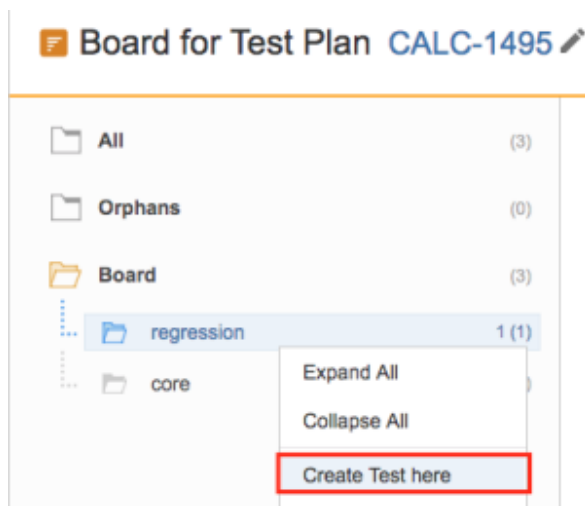 Board for Test Plan CALC-1495
All (3)
Orphans (0)
Board (3)
regression 1 (1)
Expand All
core )
Collapse All
Create Test here